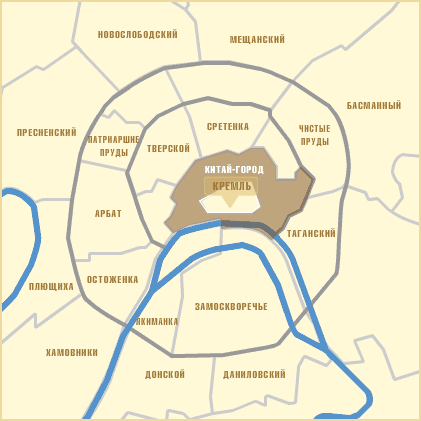 НОВОСЛОБОДСКИЙ
МЕЩАНСКИЙ
БАСМАННЫЙ
ПРЕСНЕНСКИЙ
ПАТРИАРШИЕ
ПРУДЫ
ТВЕРСКОЙ
СРЕТЕНКА
ЧИСТЫЕ
ПРУДЫ
КИТАЙ-ГОРОД
КРЕМЛЬ
АРБАТ
ТАГАНСКИЙ
ПЛЮЩИХА
ОСТОЖЕНКА
ЗАМОСКВОРЕЧЬЕ
ЯКИМАНКА
ХАМОВНИКИ
ДОНСКОЙ
ДАНИЛОВСКИЙ